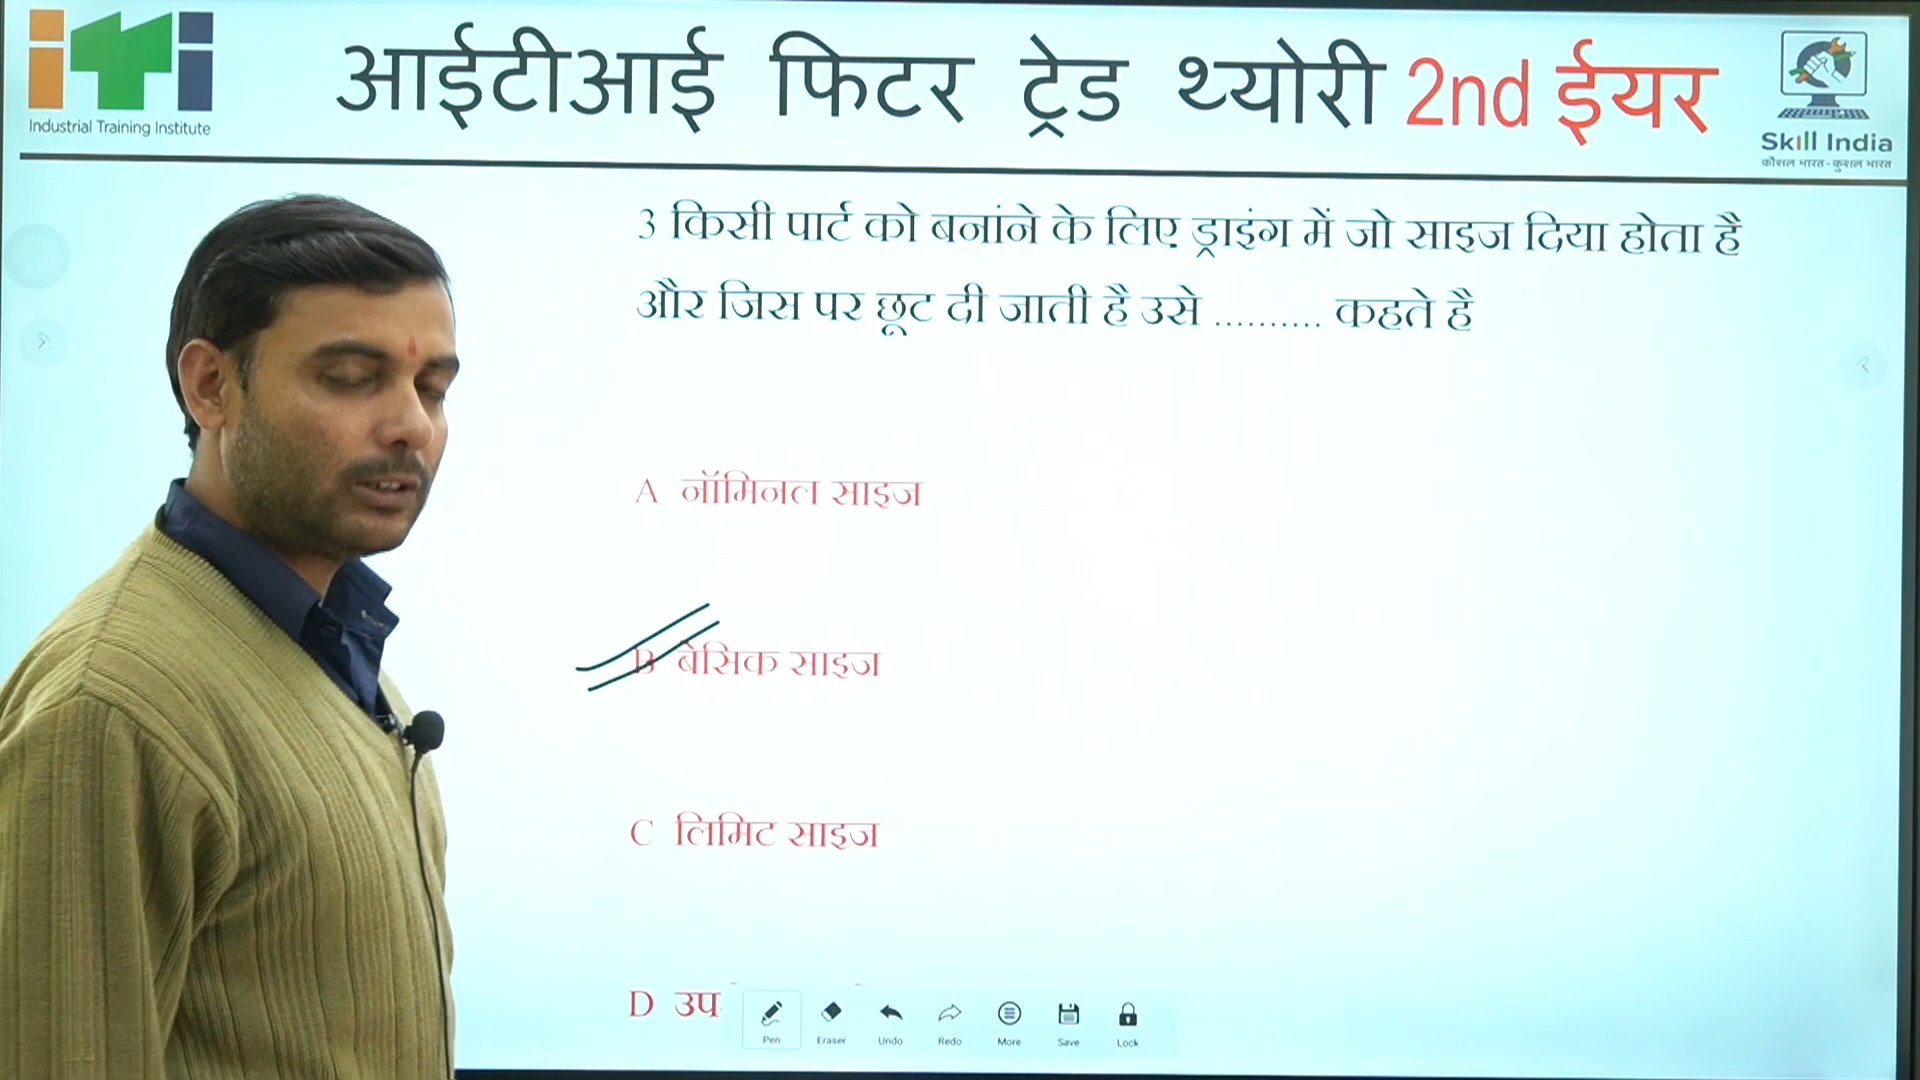 Industrial Training Institute
आईटीआई फिटर ट्रेड थ्योरी 2nd ईयर
Skill India
कौशल भारत-कुशल भारत
3 किसी पार्ट को बनांने के लिए ड्राइंग में जो साइज दिया होता है
और जिस पर छूट दी जाती है उसे .......... कहते है
A नॉमिनल साइज
B बेसिक साइज
C लिमिट साइज
D उप
Pen Eraser Undo Redo More Save Lock